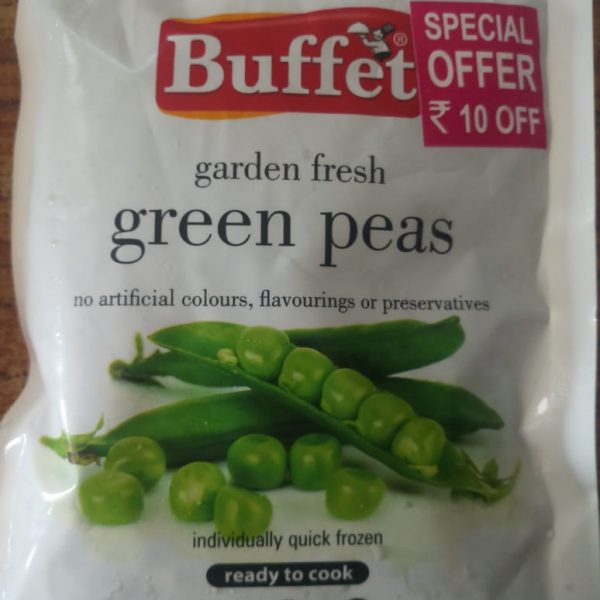 Buffet®
SPECIAL
OFFER
₹ 10 OFF
garden fresh
green peas
no artificial colours, flavourings or preservatives
individually quick frozen
ready to cook